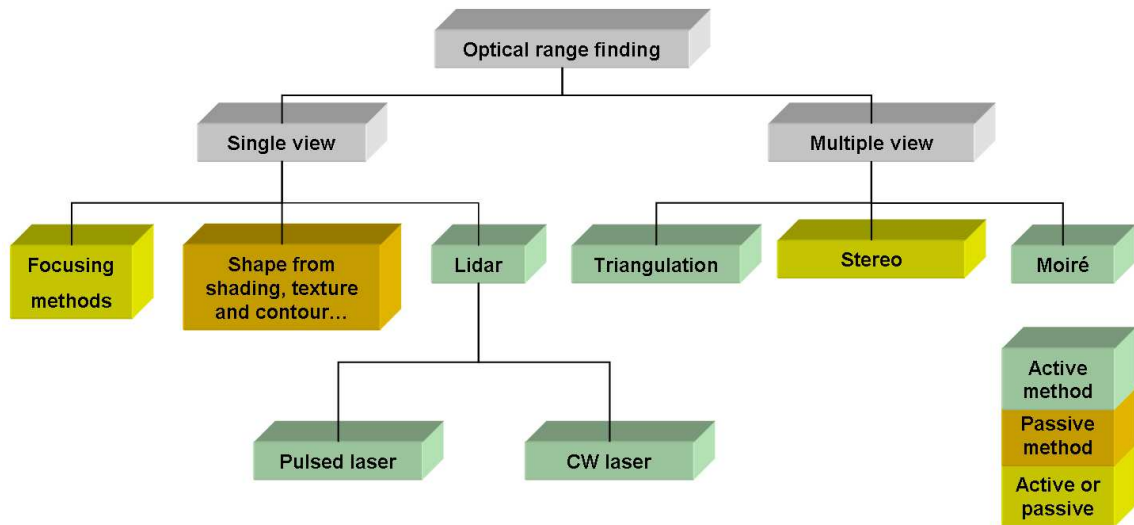 Optical range finding
Single view
Multiple view
Focusing
methods
Shape from
shading, texture
and contour...
Lidar
Triangulation
Stereo
Moiré
Pulsed laser
CW laser
Active
method
Passive
method
Active or
passive